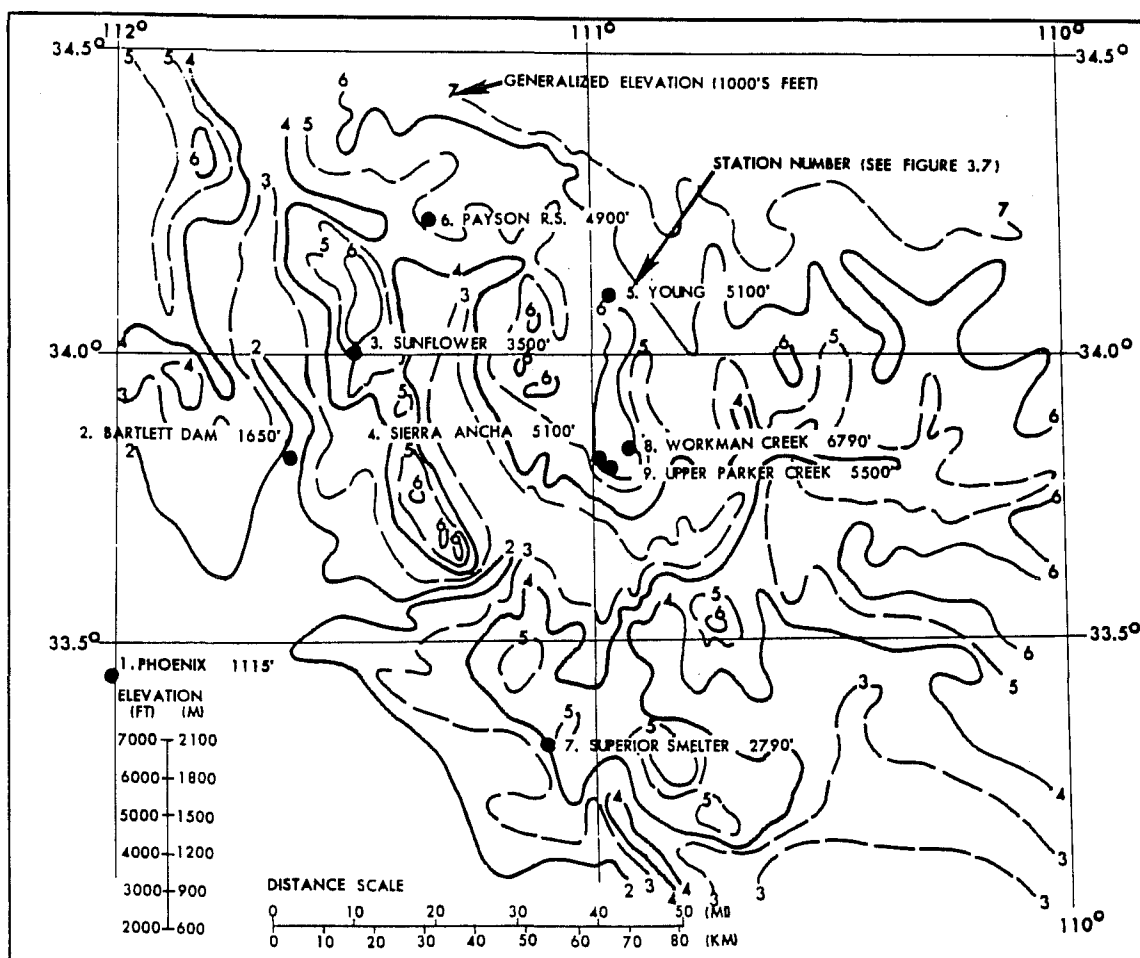 112° 111° 110°
34.5° 34.5°
GENERALIZED ELEVATION (1000'S FEET)
STATION NUMBER (SEE FIGURE 3.7)
6. PAYSON R.S. 4900'
5. YOUNG 5100'
34.0° 34.0°
3. SUNFLOWER 3500'
2. BARTLETT DAM 1650'
4. SIERRA ANCHA 5100'
8. WORKMAN CREEK 6790'
9. UPPER PARKER CREEK 5500'
33.5° 33.5°
1. PHOENIX 1115'
7. SUPERIOR SMELTER 2790'
ELEVATION
(FT) (M)
7000 2100
6000 1800
5000 1500
4000 1200
3000 900
2000 600
DISTANCE SCALE
0 10 20 30 40 50 (MI)
0 10 20 30 40 50 60 70 80 (KM)
110°